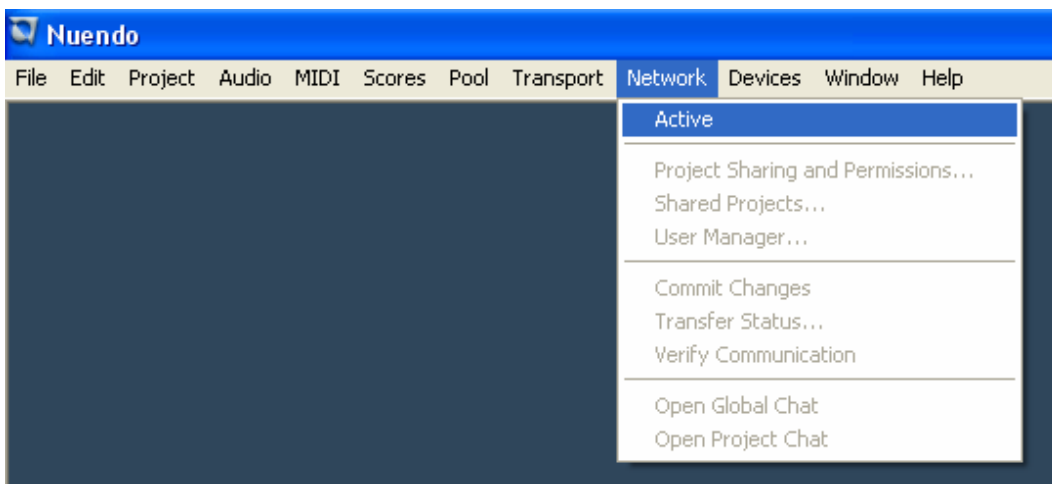 Nuendo
File Edit Project Audio MIDI Scores Pool Transport Network Devices Window Help
Active
Project Sharing and Permissions...
Shared Projects...
User Manager...
Commit Changes
Transfer Status...
Verify Communication
Open Global Chat
Open Project Chat